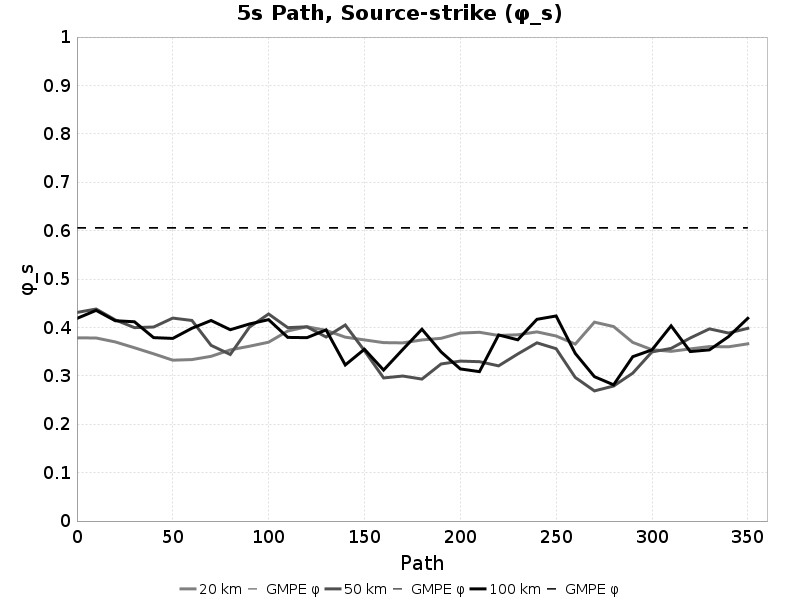 5s Path, Source-strike (φ_s)
1
0.9
0.8
0.7
0.6
0.5
0.4
0.3
0.2
0.1
0
φ_s
0 50 100 150 200 250 300 350
Path
20 km GMPE φ 50 km GMPE φ 100 km GMPE φ